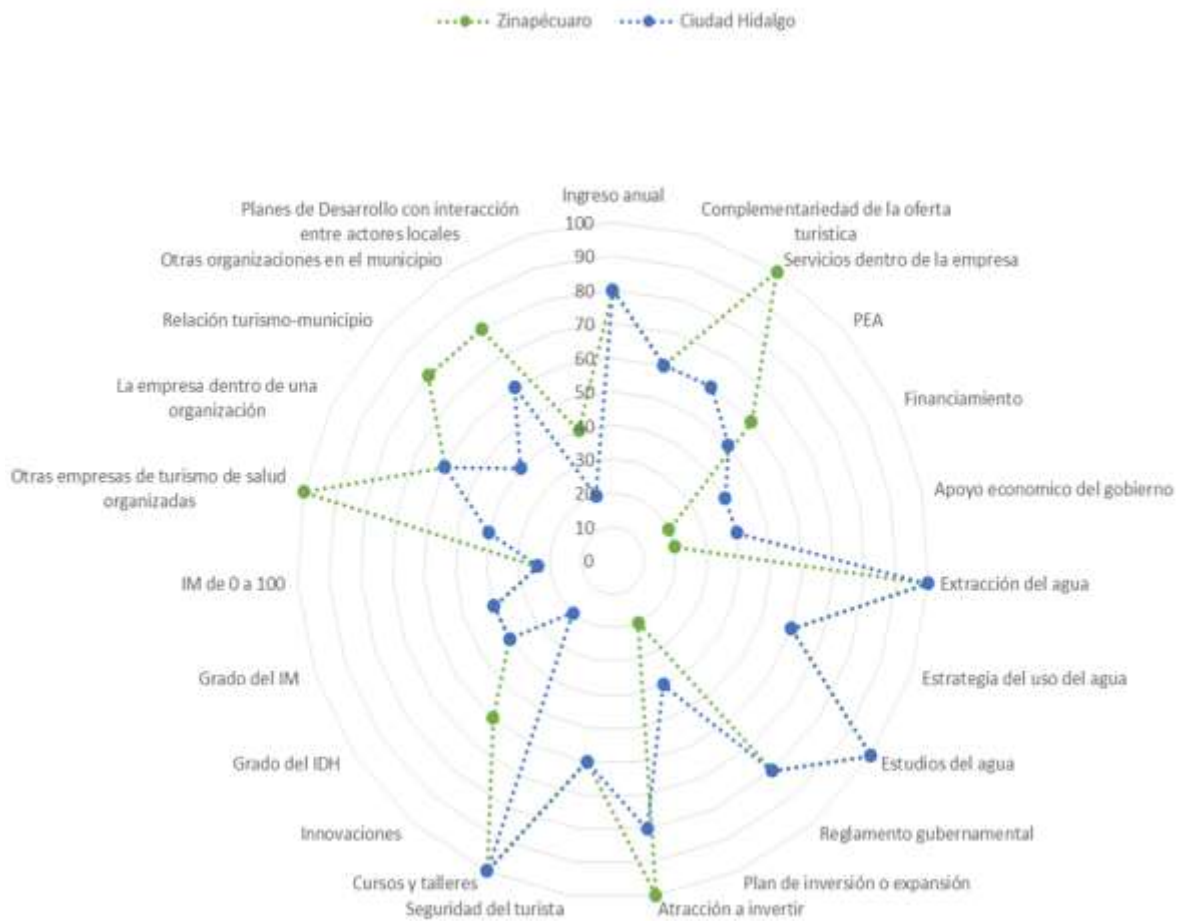 Zinapécuaro
Ciudad Hidalgo
Ingreso anual
Complementariedad de la oferta
turistica
Servicios dentro de la empresa
PEA
Financiamiento
Apoyo economico del gobierno
Extracción del agua
Estrategia del uso del agua
Estudios del agua
Reglamento gubernamental
Plan de inversión o expansión
Atracción a invertir
Seguridad del turista
Cursos y talleres
Innovaciones
Grado del IDH
Grado del IM
IM de 0 a 100
Otras empresas de turismo de salud
organizadas
La empresa dentro de una
organización
Relación turismo-municipio
Otras organizaciones en el municipio
Planes de Desarrollo con interacción
entre actores locales
100
90
80
70
60
50
40
30
20
10
0